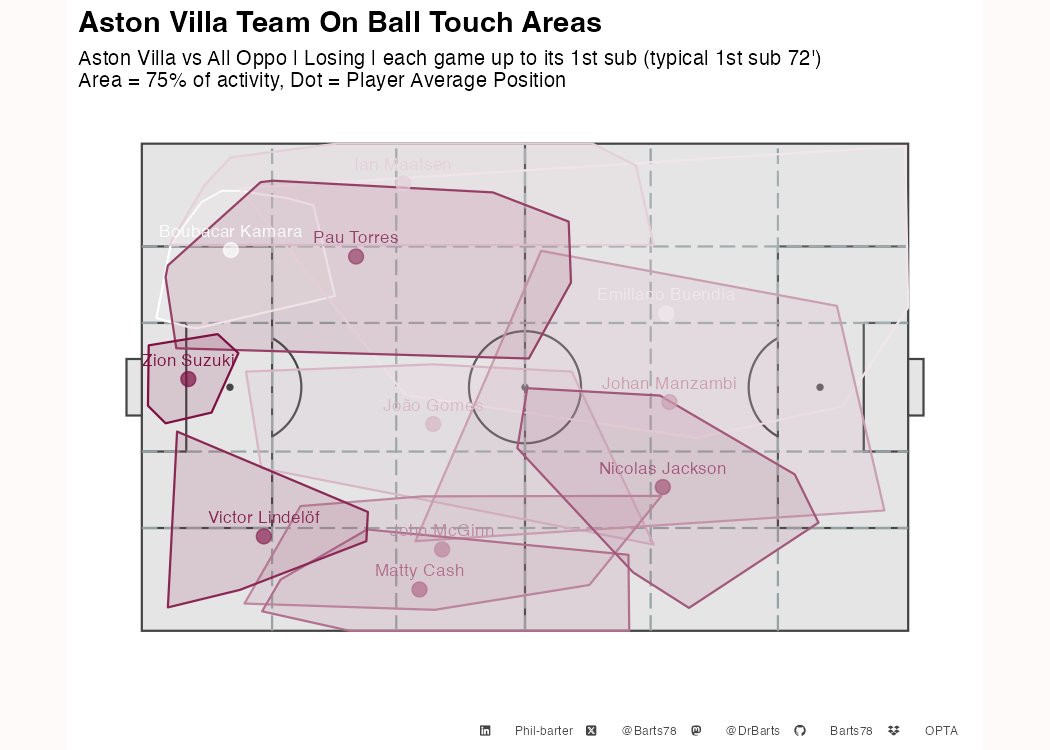 Aston Villa Team On Ball Touch Areas
Aston Villa vs All Oppo | Losing | each game up to its 1st sub (typical 1st sub 72')
Area = 75% of activity, Dot = Player Average Position
Ian Maatsen
Boubacar Kamara
Pau Torres
Emiliano Buendia
Zion Suzuki
Johan Manzambi
João Gomes
Nicolas Jackson
Victor Lindelöf
John McGinn
Matty Cash
Phil-barter @Barts78 @DrBarts Barts78 OPTA